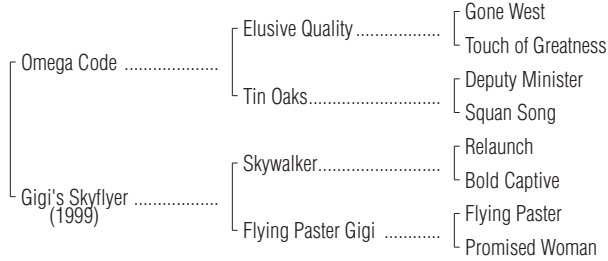 Gone West
Elusive Quality ..................
Touch of Greatness
Omega Code ....................
Deputy Minister
Tin Oaks............................
Squan Song
Relaunch
Skywalker..........................
Bold Captive
Gigi's Skyflyer ..................
(1999)
Flying Paster
Flying Paster Gigi ............
Promised Woman